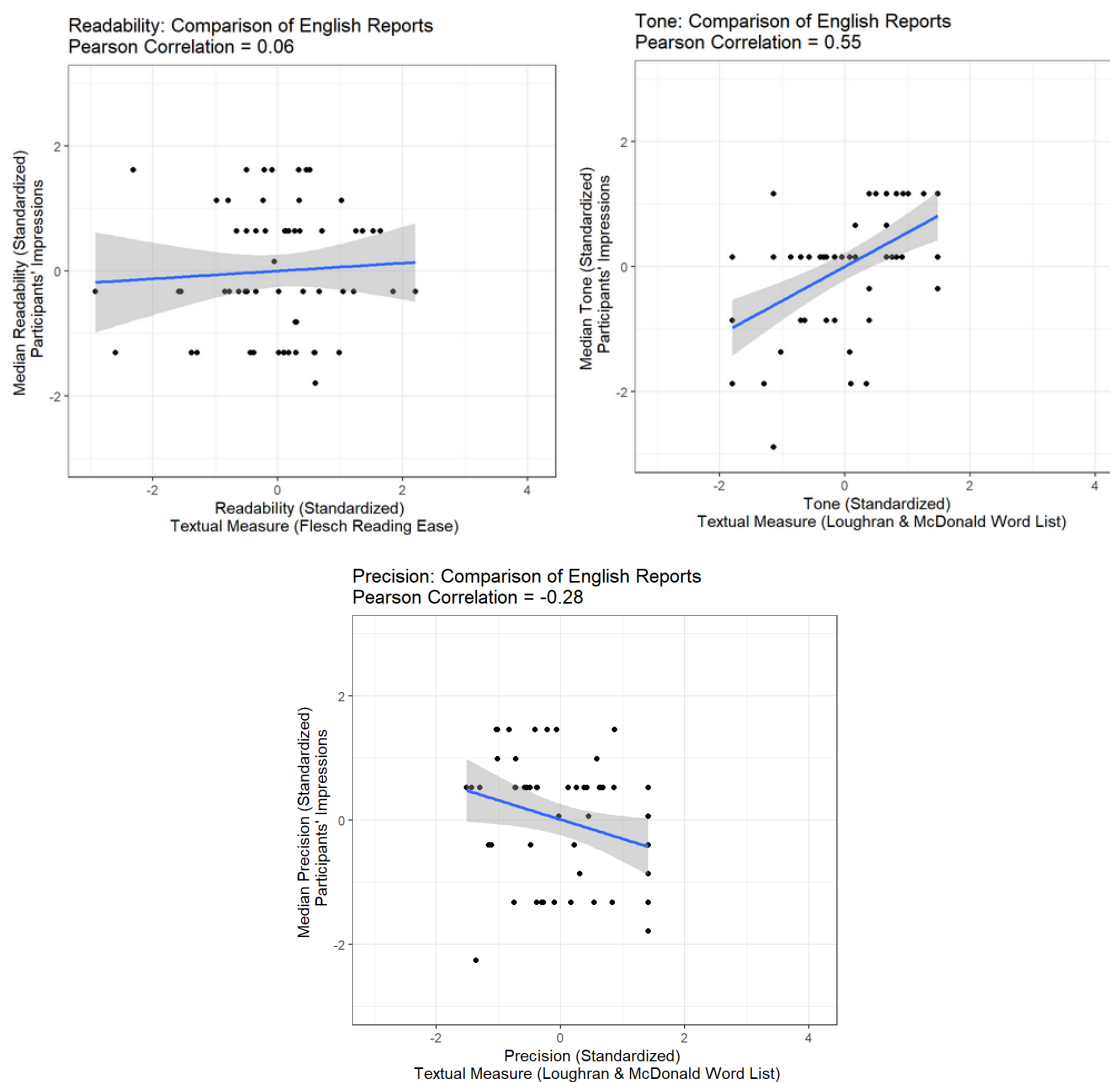 Readability: Comparison of English Reports
Pearson Correlation = 0.06
Median Readability (Standardized)
Participants' Impressions
2
0
-2
-2
0
2
4
Readability (Standardized)
Textual Measure (Flesch Reading Ease)
Tone: Comparison of English Reports
Pearson Correlation = 0.55
Median Tone (Standardized)
Participants' Impressions
2
0
-2
-2
0
2
4
Tone (Standardized)
Textual Measure (Loughran & McDonald Word List)
Precision: Comparison of English Reports
Pearson Correlation = -0.28
Median Precision (Standardized)
Participants' Impressions
2
0
-2
-2
0
2
4
Precision (Standardized)
Textual Measure (Loughran & McDonald Word List)